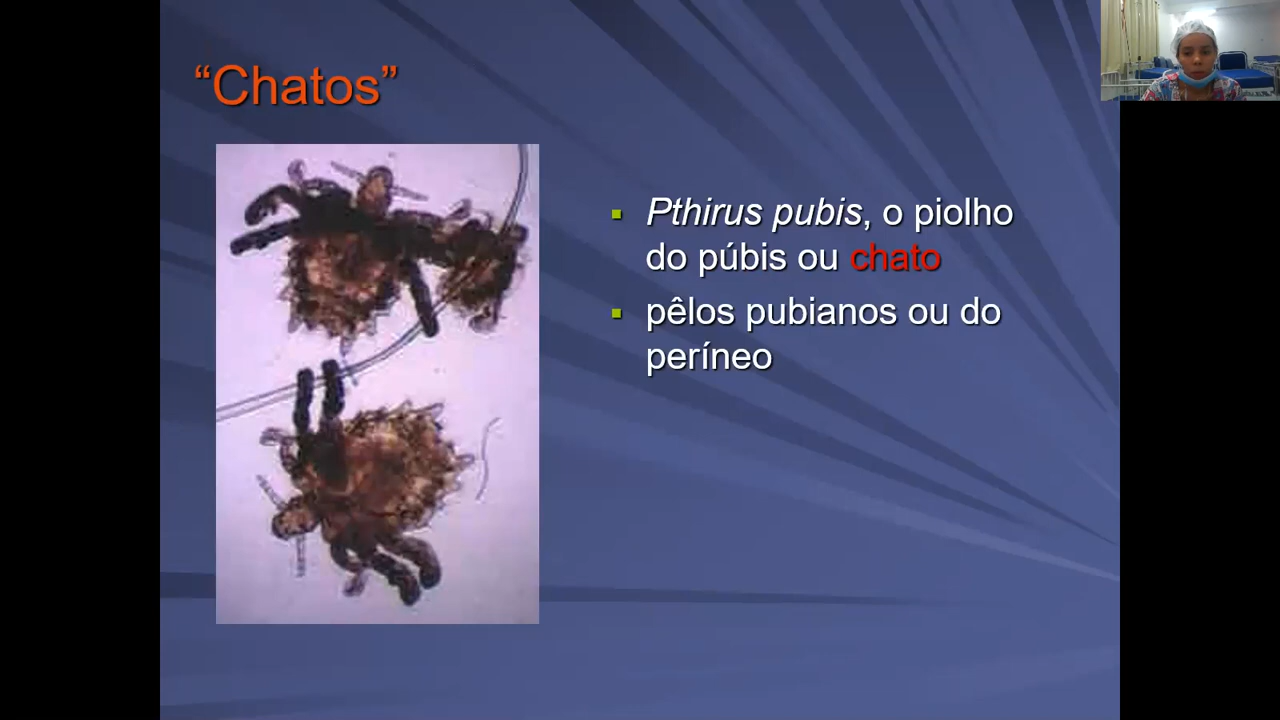 “Chatos”
Pthirus pubis, o piolho
do púbis ou chato
pêlos pubianos ou do
períneo